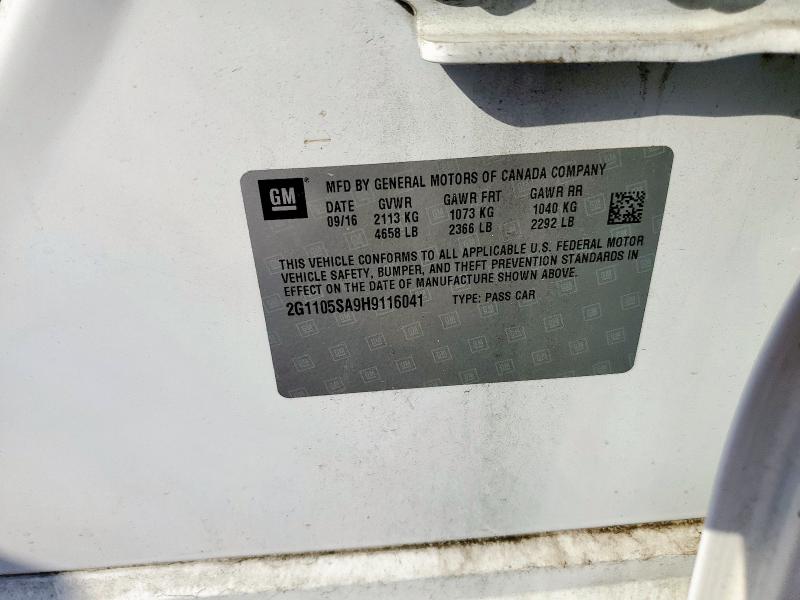 GM MFD BY GENERAL MOTORS OF CANADA COMPANY
DATE GVWR GAWR FRT GAWR RR
09/16 2113 KG 1073 KG 1040 KG
4658 LB 2366 LB 2292 LB
THIS VEHICLE CONFORMS TO ALL APPLICABLE U.S. FEDERAL MOTOR
VEHICLE SAFETY, BUMPER, AND THEFT PREVENTION STANDARDS IN
EFFECT ON THE DATE OF MANUFACTURE SHOWN ABOVE.
2G1105SA9H9116041 TYPE: PASS CAR